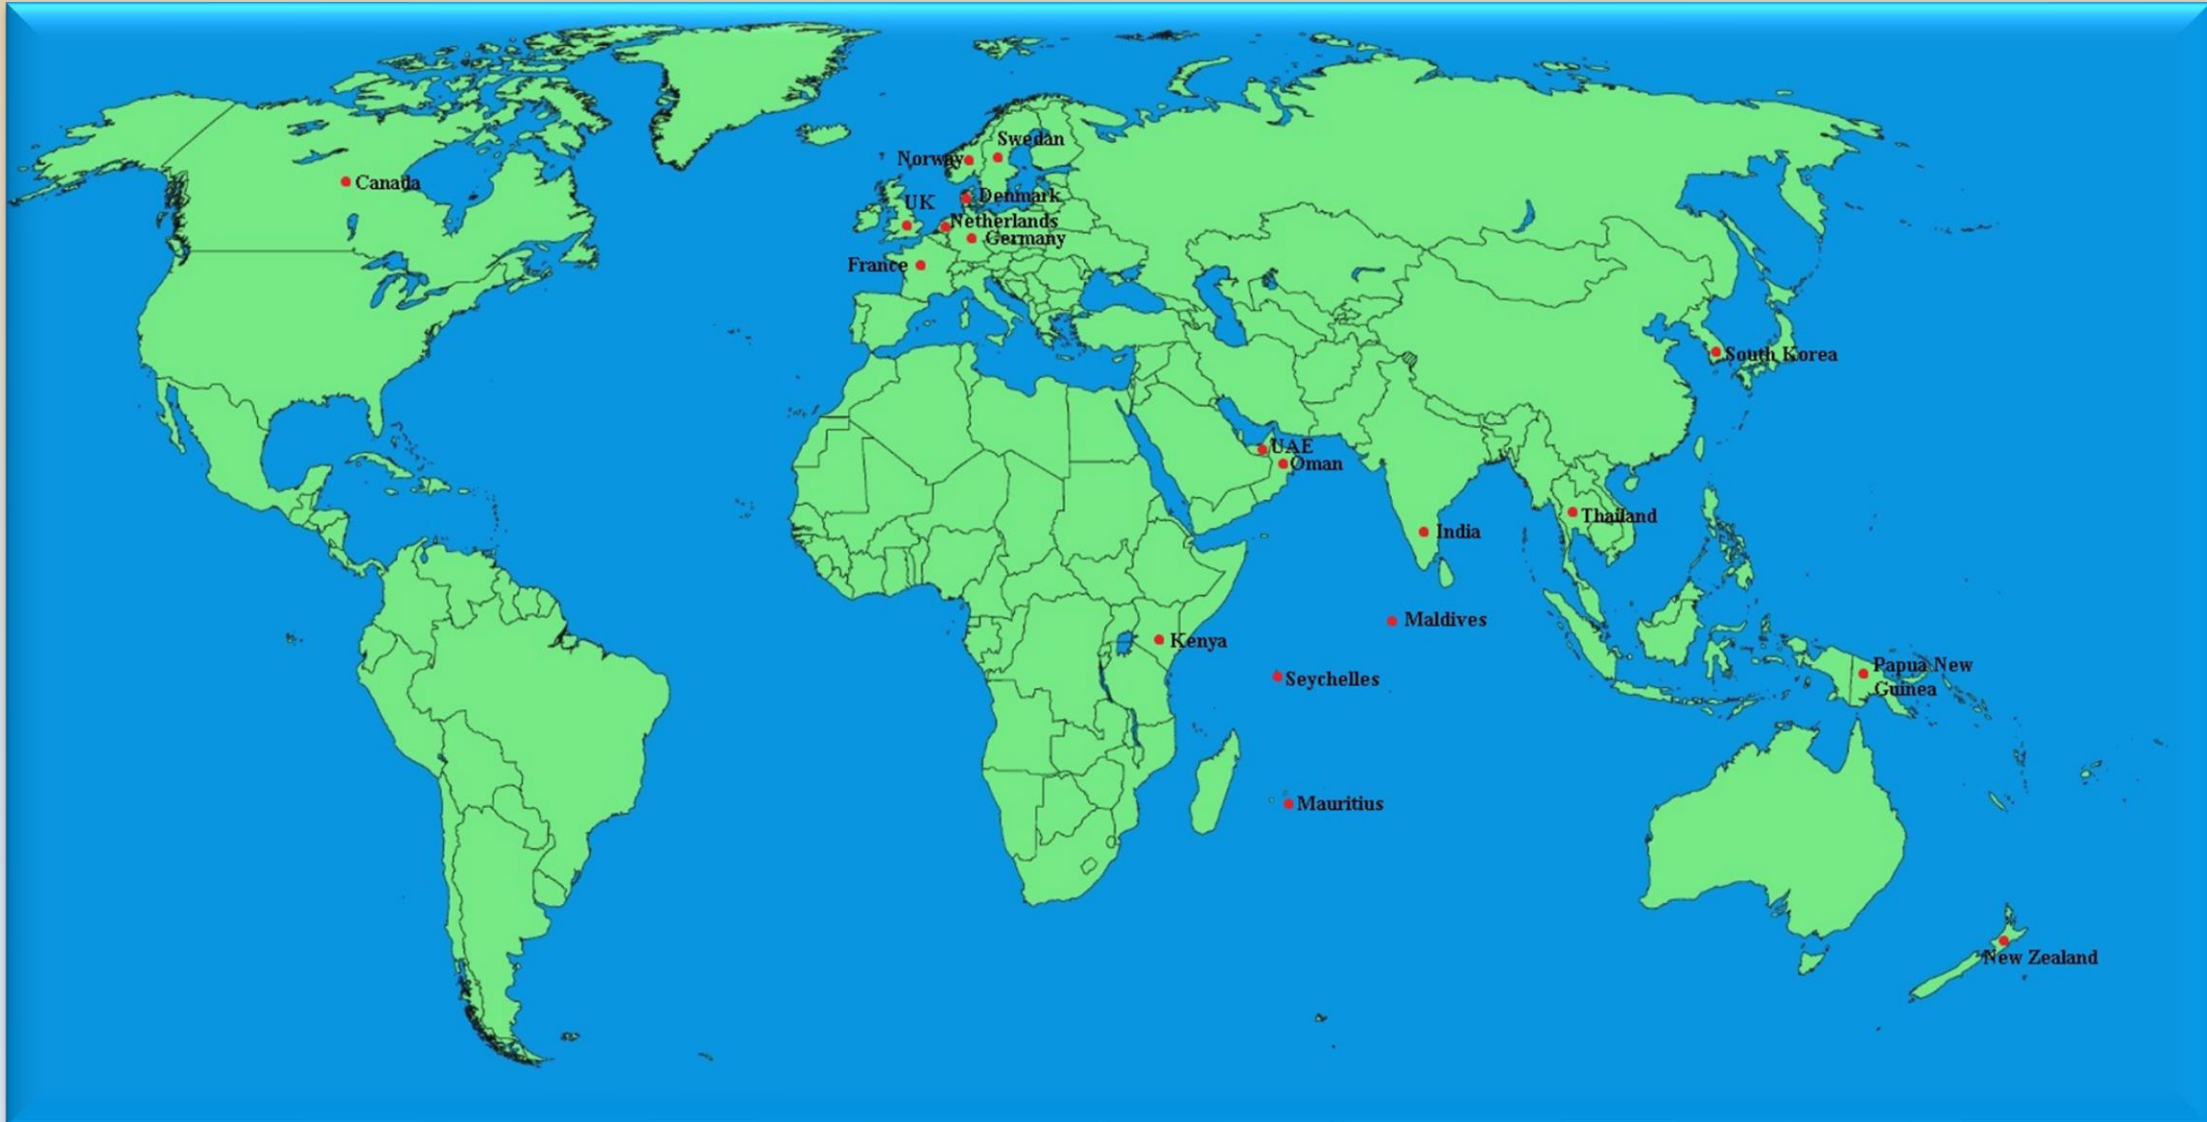 Swedan
Norway
Canada
Denmark
UK
Netherlands
Germany
France
South Korea
UAE
Oman
Thailand
India
Maldives
Kenya
Papua New
Guinea
Seychelles
Mauritius
New Zealand